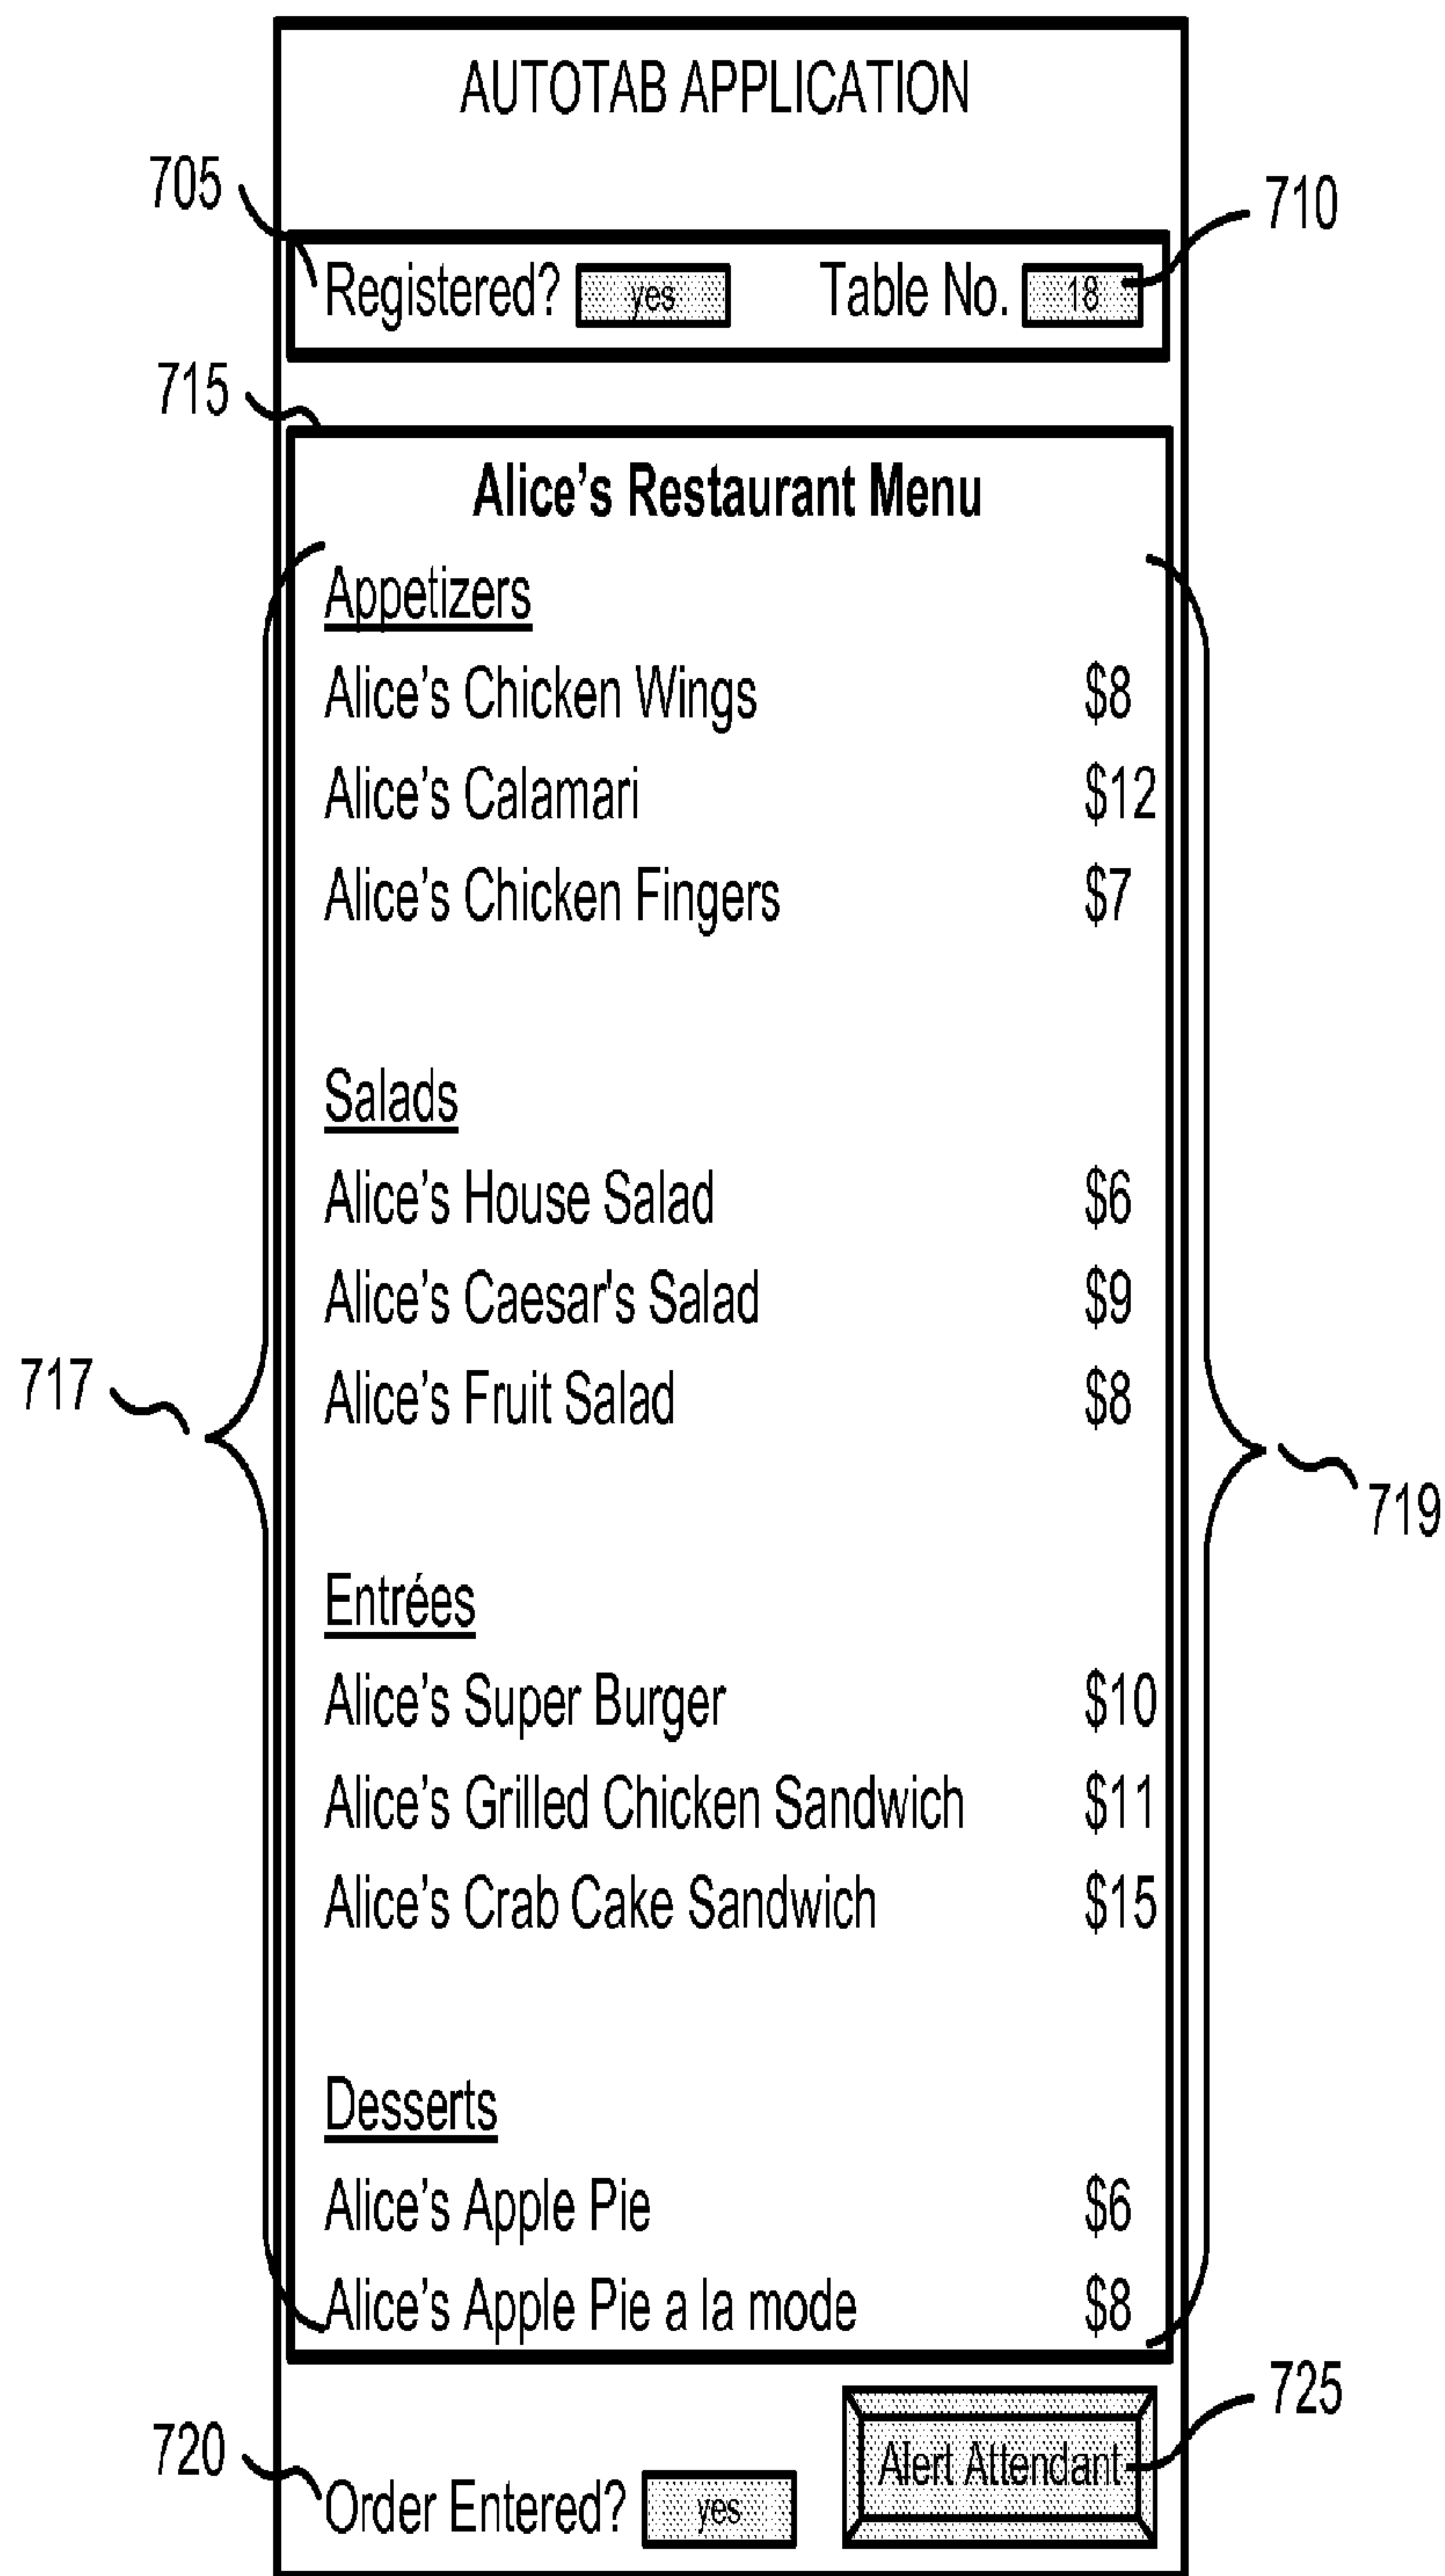 AUTOTAB APPLICATION
705
710
Registered? yes Table No. 18
715
Alice’s Restaurant Menu
Appetizers
Alice’s Chicken Wings $8
Alice’s Calamari $12
Alice’s Chicken Fingers $7
Salads
Alice’s House Salad $6
Alice’s Caesar's Salad $9
Alice’s Fruit Salad $8
717
719
Entrées
Alice’s Super Burger $10
Alice’s Grilled Chicken Sandwich $11
Alice’s Crab Cake Sandwich $15
Desserts
Alice’s Apple Pie $6
Alice’s Apple Pie a la mode $8
725
720
Alert Attendant
Order Entered? yes